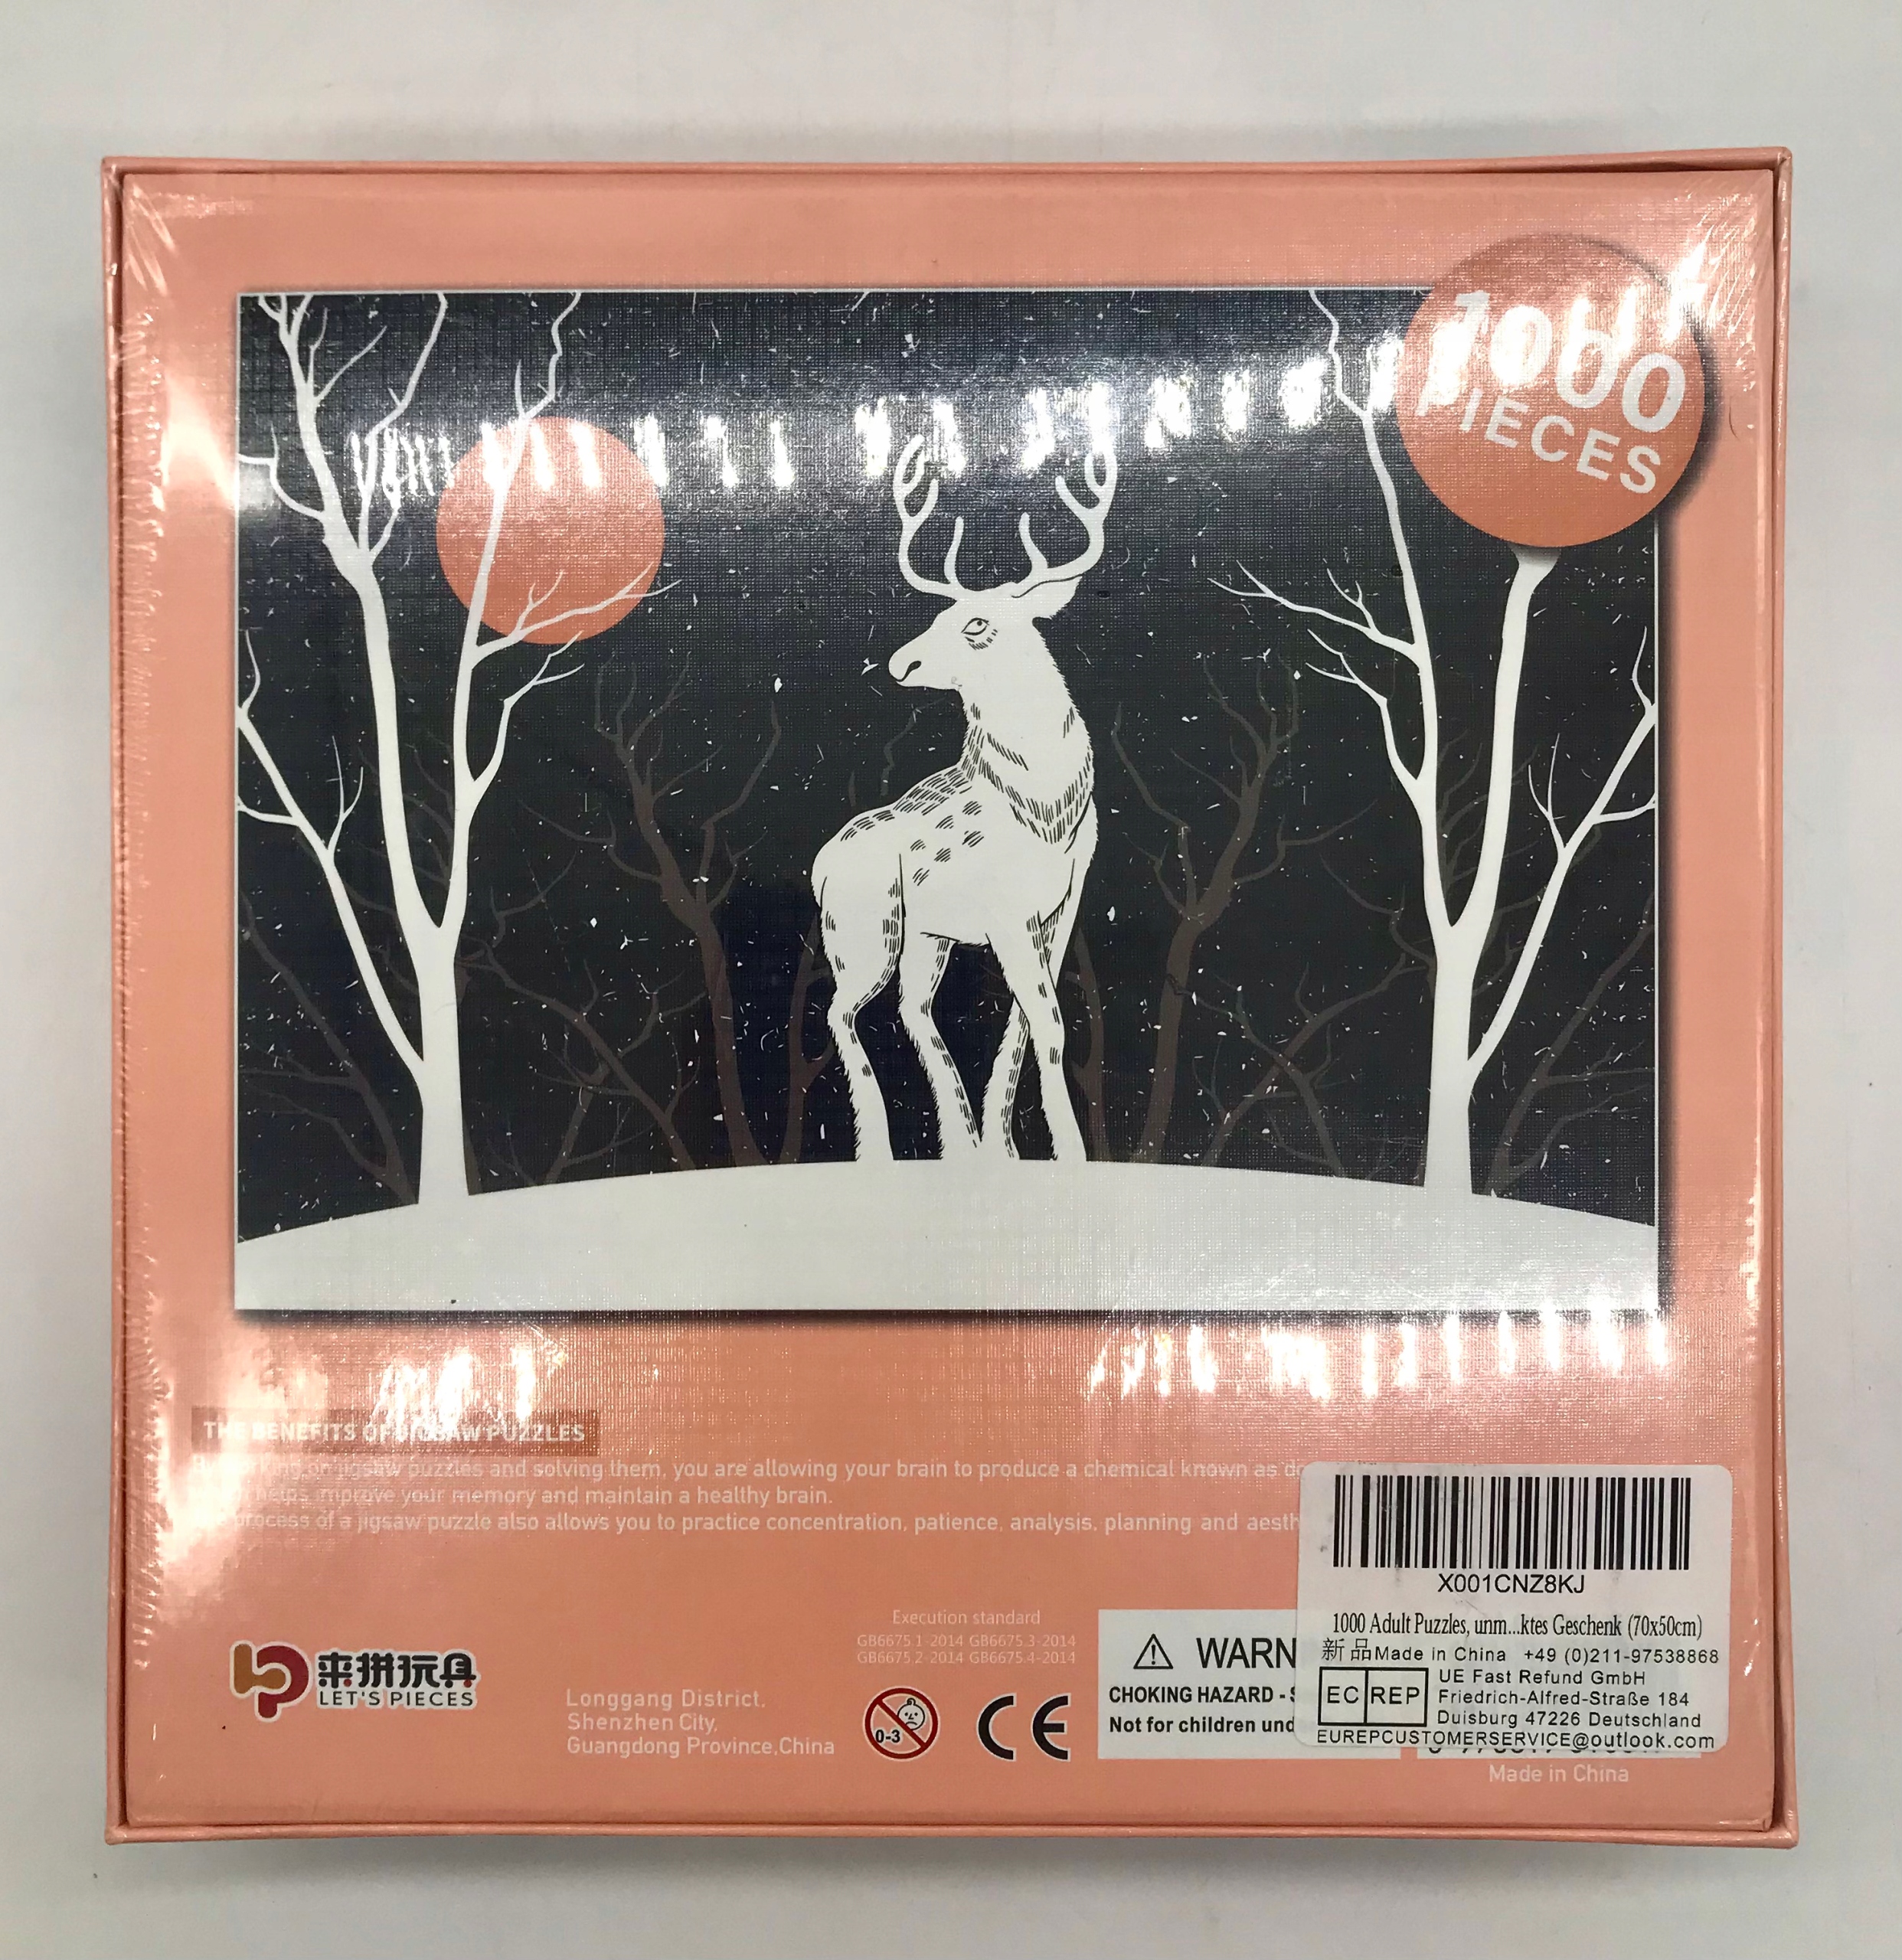 1000
PIECES
THE BENEFITS OF JIGSAW PUZZLES
on jigsaw puzzles and solving them, you are allowing your brain to produce a chemical known as
helps improve your memory and maintain a healthy brain.
process of a jigsaw puzzle also allows you to practice concentration, patience, analysis, planning and
来拼玩具
LET'S PIECES
Longgang District,
Shenzhen City,
Guangdong Province,China
Execution standard
GB6675.1-2014 GB6675.3-2014
GB6675.2-2014 GB6675.4-2014
0-3
CE
WARN
CHOKING HAZARD -
Not for children
X001CNZ8KJ
1000 Adult Puzzles, unm...ktes Geschenk (70x50cm)
新品Made in China +49 (0)211-97538868
EC REP
UE Fast Refund GmbH
Friedrich-Alfred-Straße 184
Duisburg 47226 Deutschland
EUREPCUSTOMERSERVICE@outlook.com
Made in China